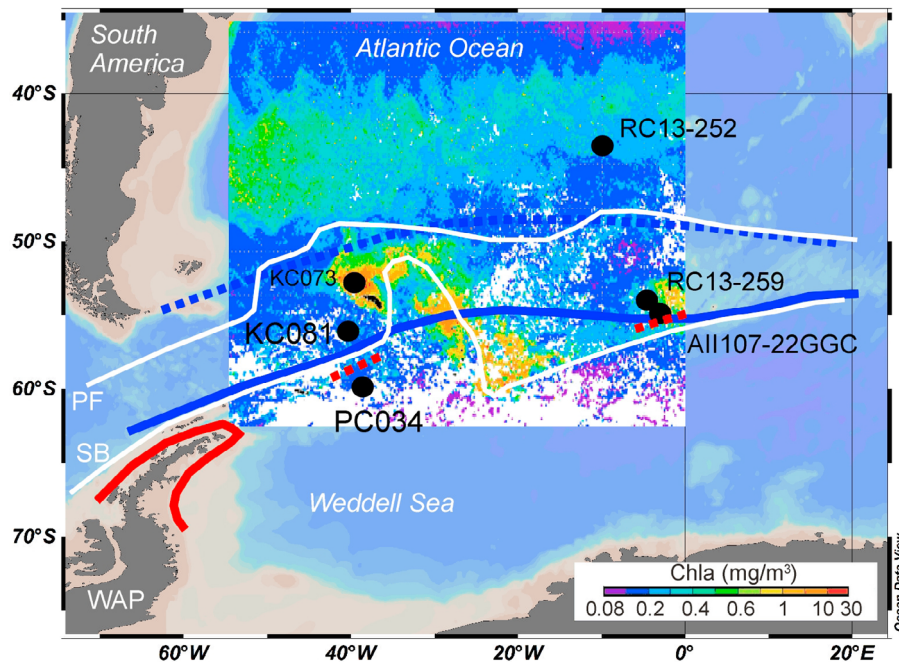 South
America
Atlantic Ocean
40°S
RC13-252
50°S
KC073
RC13-259
KC081
AII107-22GGC
60°S
PF
PC034
SB
Weddell Sea
70°S
WAP
Chla (mg/m³)
0.08 0.2 0.4 0.6 1 10 30
Ocean Data View
60°W 40°W 20°W 0° 20°E